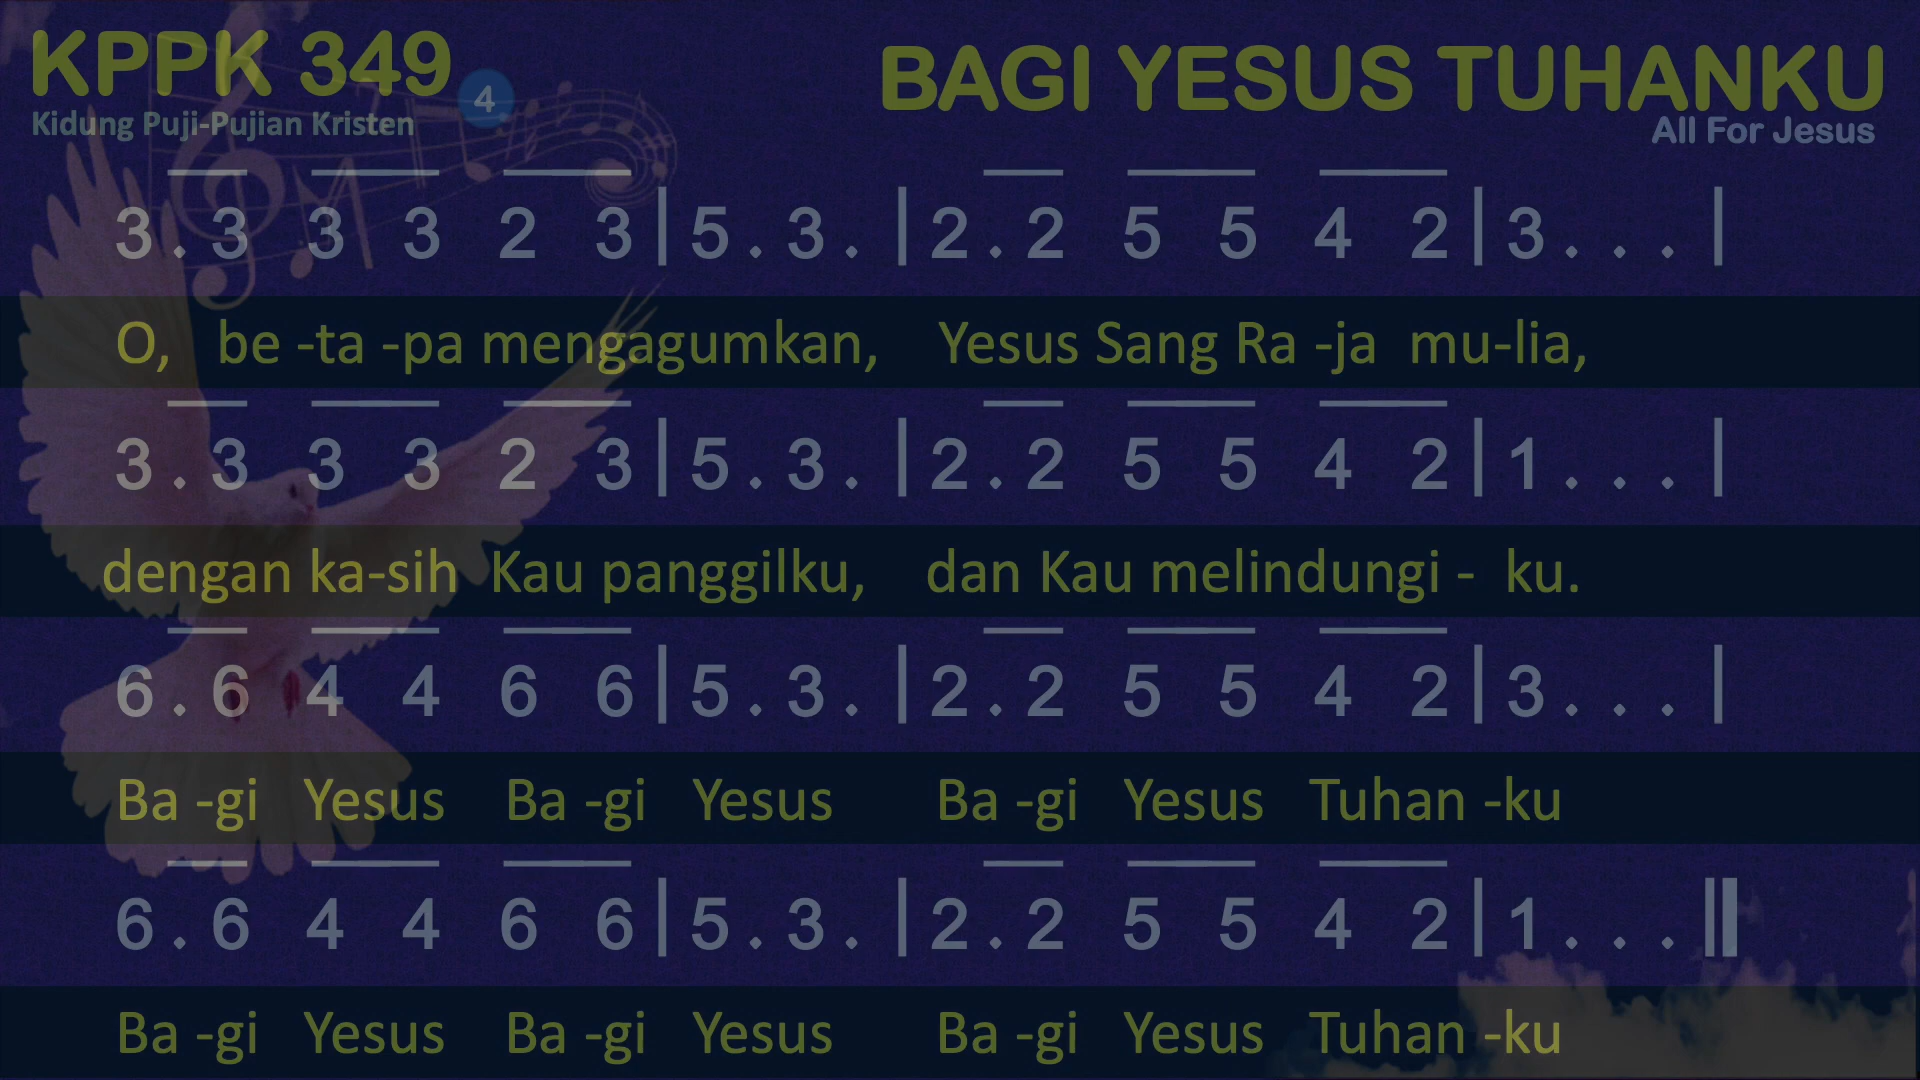 KPPK 349
4
BAGI YESUS TUHANKU
Kidung Puji-Pujian Kristen
All For Jesus
3 . 3 3 3 2 3 | 5 . 3 . | 2 . 2 5 5 4 2 | 3 . . . |
O, be -ta -pa mengagumkan, Yesus Sang Ra -ja mu-lia,
3 . 3 3 3 2 3 | 5 . 3 . | 2 . 2 5 5 4 2 | 1 . . . |
dengan ka-sih Kau panggilku, dan Kau melindungi - ku.
6 . 6 4 4 6 6 | 5 . 3 . | 2 . 2 5 5 4 2 | 3 . . . |
Ba -gi Yesus Ba -gi Yesus Ba -gi Yesus Tuhan -ku
6 . 6 4 4 6 6 | 5 . 3 . | 2 . 2 5 5 4 2 | 1 . . . ||
Ba -gi Yesus Ba -gi Yesus Ba -gi Yesus Tuhan -ku